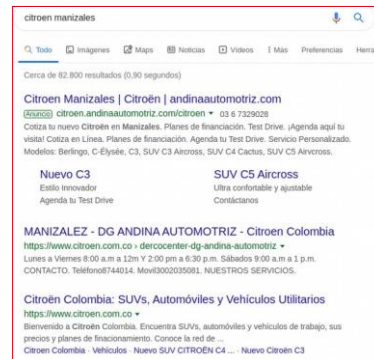 citroen manizales
Todo Imágenes Maps Noticias Vídeos Más Preferencias Herra
Cerca de 82.800 resultados (0,90 segundos)
Citroen Manizales | Citroën | andinaautomotriz.com
Anuncio citroen.andinaautomotriz.com/citroen 03 6 7329028
Cotiza tu nuevo Citroën en Manizales. Planes de financiación. Test Drive. ¡Agenda aquí tu
visita! Cotiza en Línea. Planes de financiación. Agenda tu Test Drive. Servicio Personalizado.
Modelos: Berlingo, C-Élysée, C3, SUV C3 Aircross, SUV C4 Cactus, SUV C5 Aircross.
Nuevo C3
Estilo Innovador
Agenda tu Test Drive
SUV C5 Aircross
Ultra confortable y ajustable
Contáctanos
MANIZALEZ - DG ANDINA AUTOMOTRIZ - Citroen Colombia
https://www.citroen.com.co › dercocenter-dg-andina-automotriz
Lunes a Viernes 8:00 a.m a 12m Y 2:00 pm a 6:30 p.m. Sábados 9:00 a.m a 1 p.m.
CONTACTO. Teléfono8744014. Movil3002035081. NUESTROS SERVICIOS.
Citroën Colombia: SUVs, Automóviles y Vehículos Utilitarios
https://www.citroen.com.co
Bienvenido a Citroën Colombia. Encuentra SUVs, automóviles y vehículos de trabajo, sus
precios y planes de finacionamiento. Conoce la red de ...
Citroen Colombia · Vehículos · Nuevo SUV CITROËN C4 ... · Nuevo Citroën C3